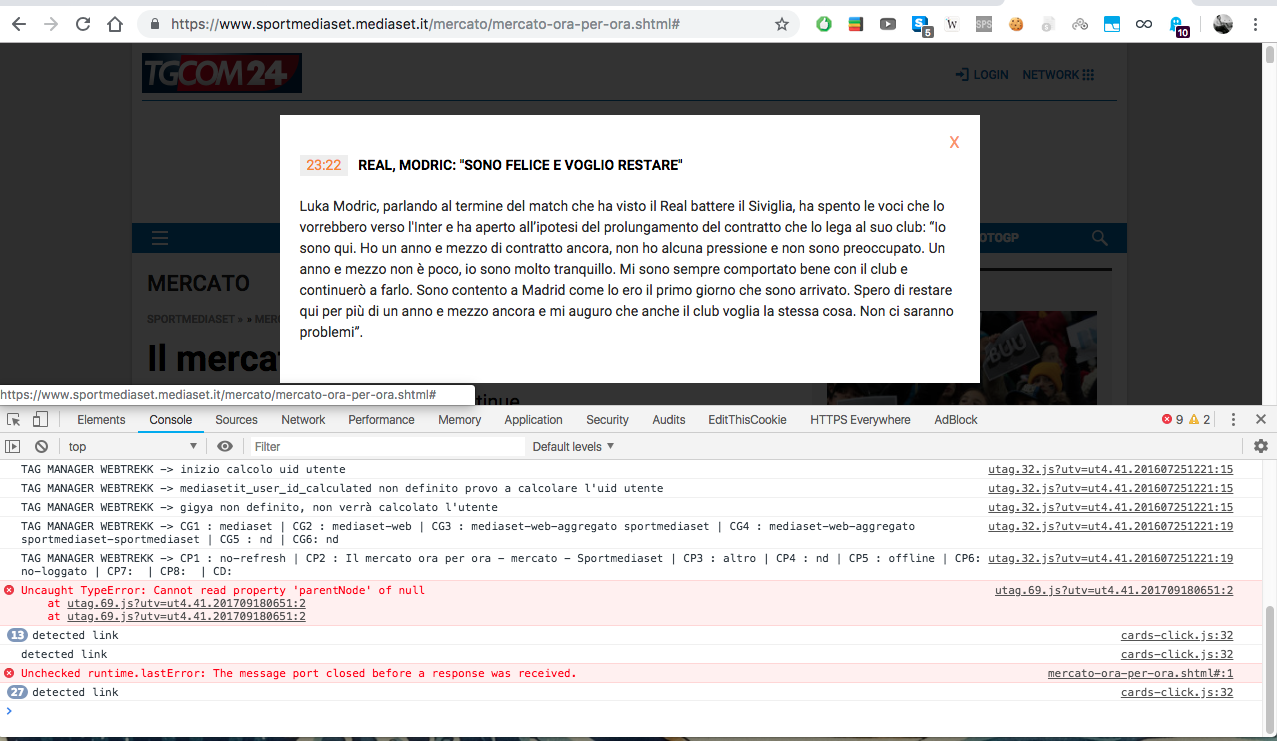 https://www.sportmediaset.mediaset.it/mercato/mercato-ora-per-ora.shtml#
5
W
SPS
10
TGCOM24
LOGIN NETWORK
X
23:22 REAL, MODRIC: "SONO FELICE E VOGLIO RESTARE"
Luka Modric, parlando al termine del match che ha visto il Real battere il Siviglia, ha spento le voci che lo
vorrebbero verso l'Inter e ha aperto all'ipotesi del prolungamento del contratto che lo lega al suo club: “Io
sono qui. Ho un anno e mezzo di contratto ancora, non ho alcuna pressione e non sono preoccupato. Un
anno e mezzo non è poco, io sono molto tranquillo. Mi sono sempre comportato bene con il club e
continuerò a farlo. Sono contento a Madrid come lo ero il primo giorno che sono arrivato. Spero di restare
qui per più di un anno e mezzo ancora e mi auguro che anche il club voglia la stessa cosa. Non ci saranno
problemi”.
OTOGP
MERCATO
SPORTMEDIASET » • MER
Il merca
BUU
tinue
https://www.sportmediaset.mediaset.it/mercato/mercato-ora-per-ora.shtml#
Elements Console Sources Network Performance Memory Application Security Audits EditThisCookie HTTPS Everywhere AdBlock 9 2
top Filter Default levels
TAG MANAGER WEBTREKK -> inizio calcolo uid utente utag.32.js?utv=ut4.41.201607251221:15
TAG MANAGER WEBTREKK -> mediasetit_user_id_calculated non definito provo a calcolare l'uid utente utag.32.js?utv=ut4.41.201607251221:15
TAG MANAGER WEBTREKK -> gigya non definito, non verrà calcolato l'utente utag.32.js?utv=ut4.41.201607251221:15
TAG MANAGER WEBTREKK -> CG1 : mediaset | CG2 : mediaset-web | CG3 : mediaset-web-aggregato sportmediaset | CG4 : mediaset-web-aggregato utag.32.js?utv=ut4.41.201607251221:19
sportmediaset-sportmediaset | CG5 : nd | CG6: nd
TAG MANAGER WEBTREKK -> CP1 : no-refresh | CP2 : Il mercato ora per ora - mercato - Sportmediaset | CP3 : altro | CP4 : nd | CP5 : offline | CP6: utag.32.js?utv=ut4.41.201607251221:19
no-loggato | CP7: | CP8: | CD:
Uncaught TypeError: Cannot read property 'parentNode' of null utag.69.js?utv=ut4.41.201709180651:2
at utag.69.js?utv=ut4.41.201709180651:2
at utag.69.js?utv=ut4.41.201709180651:2
13 detected link cards-click.js:32
detected link cards-click.js:32
Unchecked runtime.lastError: The message port closed before a response was received. mercato-ora-per-ora.shtml#:1
27 detected link cards-click.js:32